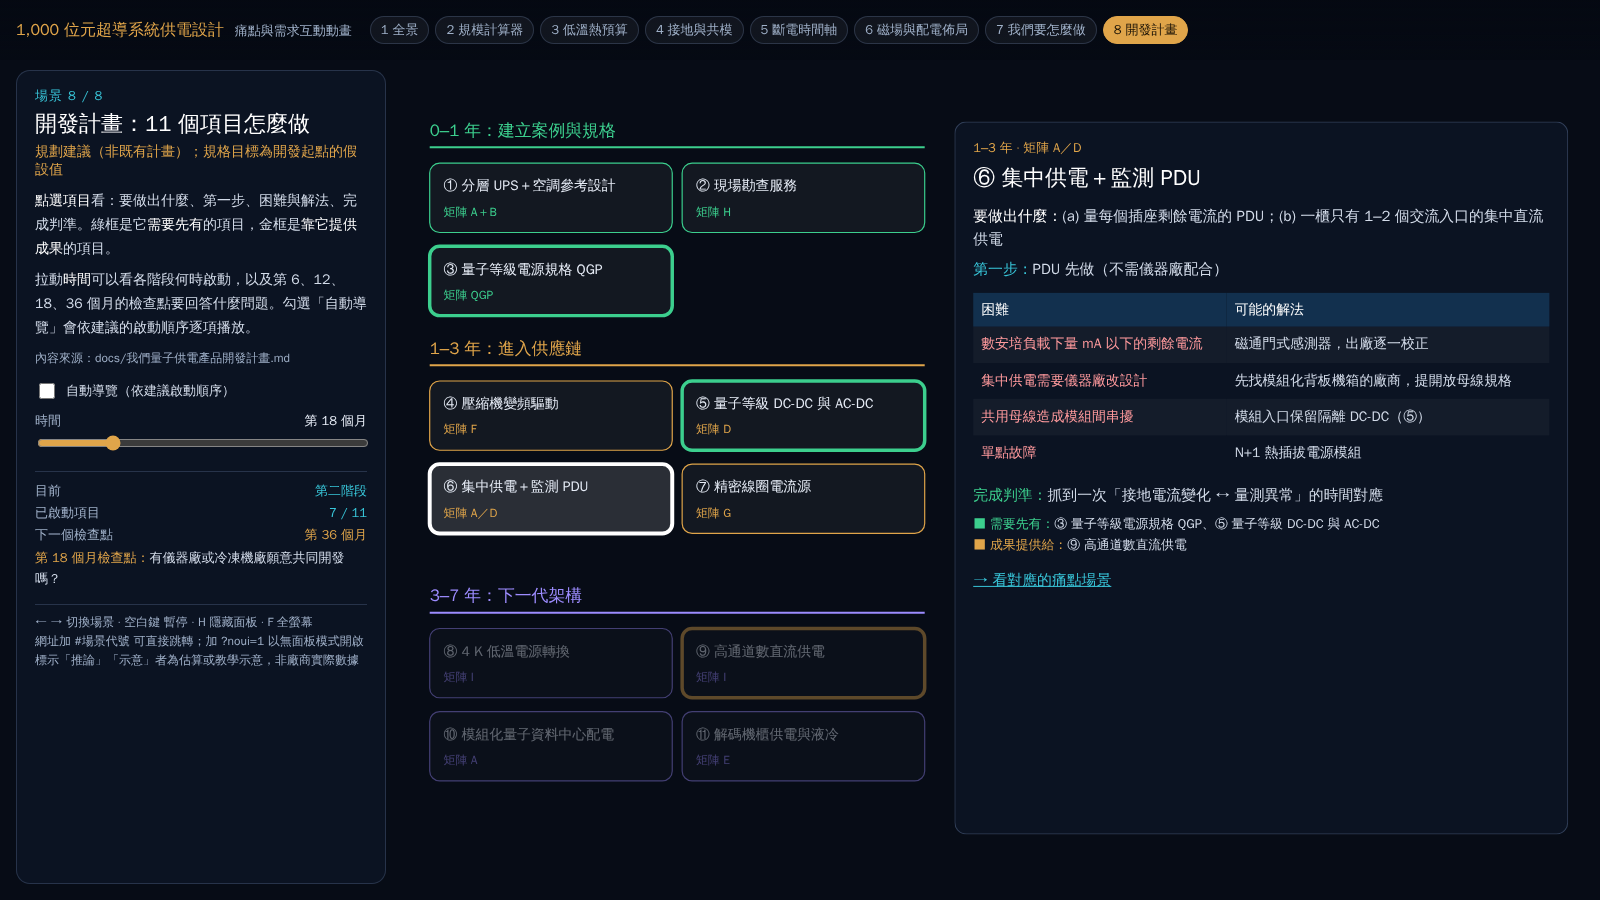 1,000 位元超導系統供電設計 痛點與需求互動動畫 1 全景 2 規模計算器 3 低溫熱預算 4 接地與共模 5 斷電時間軸 6 磁場與配電佈局 7 我們要怎麼做 8 開發計畫
場景 8 / 8
開發計畫：11 個項目怎麼做
規劃建議（非既有計畫）；規格目標為開發起點的假
設值
點選項目看：要做出什麼、第一步、困難與解法、完
成判準。綠框是它需要先有的項目，金框是靠它提供
成果的項目。
拉動時間可以看各階段何時啟動，以及第 6、12、
18、36 個月的檢查點要回答什麼問題。勾選「自動導
覽」會依建議的啟動順序逐項播放。
內容來源：docs/我們量子供電產品開發計畫.md
自動導覽（依建議啟動順序）
時間 第 18 個月
目前 第二階段
已啟動項目 7 / 11
下一個檢查點 第 36 個月
第 18 個月檢查點：有儀器廠或冷凍機廠願意共同開發
嗎？
← → 切換場景 · 空白鍵 暫停 · H 隱藏面板 · F 全螢幕
網址加 #場景代號 可直接跳轉；加 ?noui=1 以無面板模式開啟
標示「推論」「示意」者為估算或教學示意，非廠商實際數據
0–1 年：建立案例與規格
① 分層 UPS＋空調參考設計
矩陣 A＋B
② 現場勘查服務
矩陣 H
③ 量子等級電源規格 QGP
矩陣 QGP
1–3 年：進入供應鏈
④ 壓縮機變頻驅動
矩陣 F
⑤ 量子等級 DC-DC 與 AC-DC
矩陣 D
⑥ 集中供電＋監測 PDU
矩陣 A／D
⑦ 精密線圈電流源
矩陣 G
3–7 年：下一代架構
⑧ 4 K 低溫電源轉換
矩陣 I
⑨ 高通道數直流供電
矩陣 I
⑩ 模組化量子資料中心配電
矩陣 A
⑪ 解碼機櫃供電與液冷
矩陣 E
1–3 年 · 矩陣 A／D
⑥ 集中供電＋監測 PDU
要做出什麼：(a) 量每個插座剩餘電流的 PDU；(b) 一櫃只有 1–2 個交流入口的集中直流
供電
第一步：PDU 先做（不需儀器廠配合）
困難 可能的解法
數安培負載下量 mA 以下的剩餘電流 磁通門式感測器，出廠逐一校正
集中供電需要儀器廠改設計 先找模組化背板機箱的廠商，提開放母線規格
共用母線造成模組間串擾 模組入口保留隔離 DC-DC（⑤）
單點故障 N+1 熱插拔電源模組
完成判準：抓到一次「接地電流變化 ↔ 量測異常」的時間對應
■ 需要先有：③ 量子等級電源規格 QGP、⑤ 量子等級 DC-DC 與 AC-DC
■ 成果提供給：⑨ 高通道數直流供電
→ 看對應的痛點場景